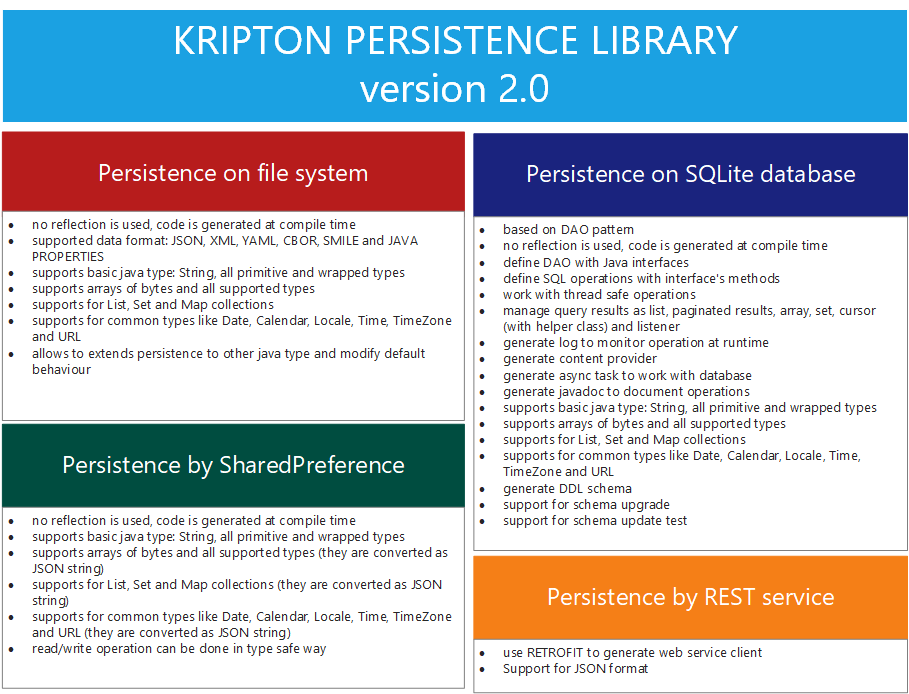 KRIPTON PERSISTENCE LIBRARY
version 2.0
Persistence on file system
• no reflection is used, code is generated at compile time
• supported data format: JSON, XML, YAML, CBOR, SMILE and JAVA
PROPERTIES
• supports basic java type: String, all primitive and wrapped types
• supports arrays of bytes and all supported types
• supports for List, Set and Map collections
• supports for common types like Date, Calendar, Locale, Time, TimeZone
and URL
• allows to extends persistence to other java type and modify default
behaviour
Persistence by SharedPreference
• no reflection is used, code is generated at compile time
• supports basic java type: String, all primitive and wrapped types
• supports arrays of bytes and all supported types (they are converted as
JSON string)
• supports for List, Set and Map collections (they are converted as JSON
string)
• supports for common types like Date, Calendar, Locale, Time, TimeZone
and URL (they are converted as JSON string)
• read/write operation can be done in type safe way
Persistence on SQLite database
• based on DAO pattern
• no reflection is used, code is generated at compile time
• define DAO with Java interfaces
• define SQL operations with interface's methods
• work with thread safe operations
• manage query results as list, paginated results, array, set, cursor
(with helper class) and listener
• generate log to monitor operation at runtime
• generate content provider
• generate async task to work with database
• generate javadoc to document operations
• supports basic java type: String, all primitive and wrapped types
• supports arrays of bytes and all supported types
• supports for List, Set and Map collections
• supports for common types like Date, Calendar, Locale, Time,
TimeZone and URL
• generate DDL schema
• support for schema upgrade
• support for schema update test
Persistence by REST service
• use RETROFIT to generate web service client
• Support for JSON format